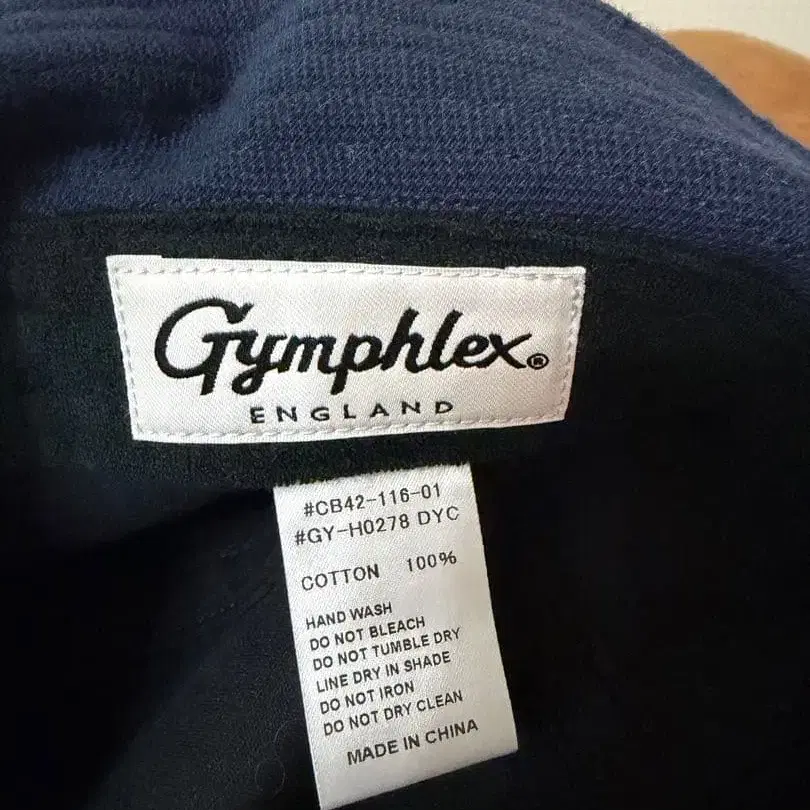 Gymphlex®
ENGLAND
#CB42-116-01
#GY-H0278 DYC
COTTON 100%
HAND WASH
DO NOT BLEACH
DO NOT TUMBLE DRY
LINE DRY IN SHADE
DO NOT IRON
DO NOT DRY CLEAN
MADE IN CHINA